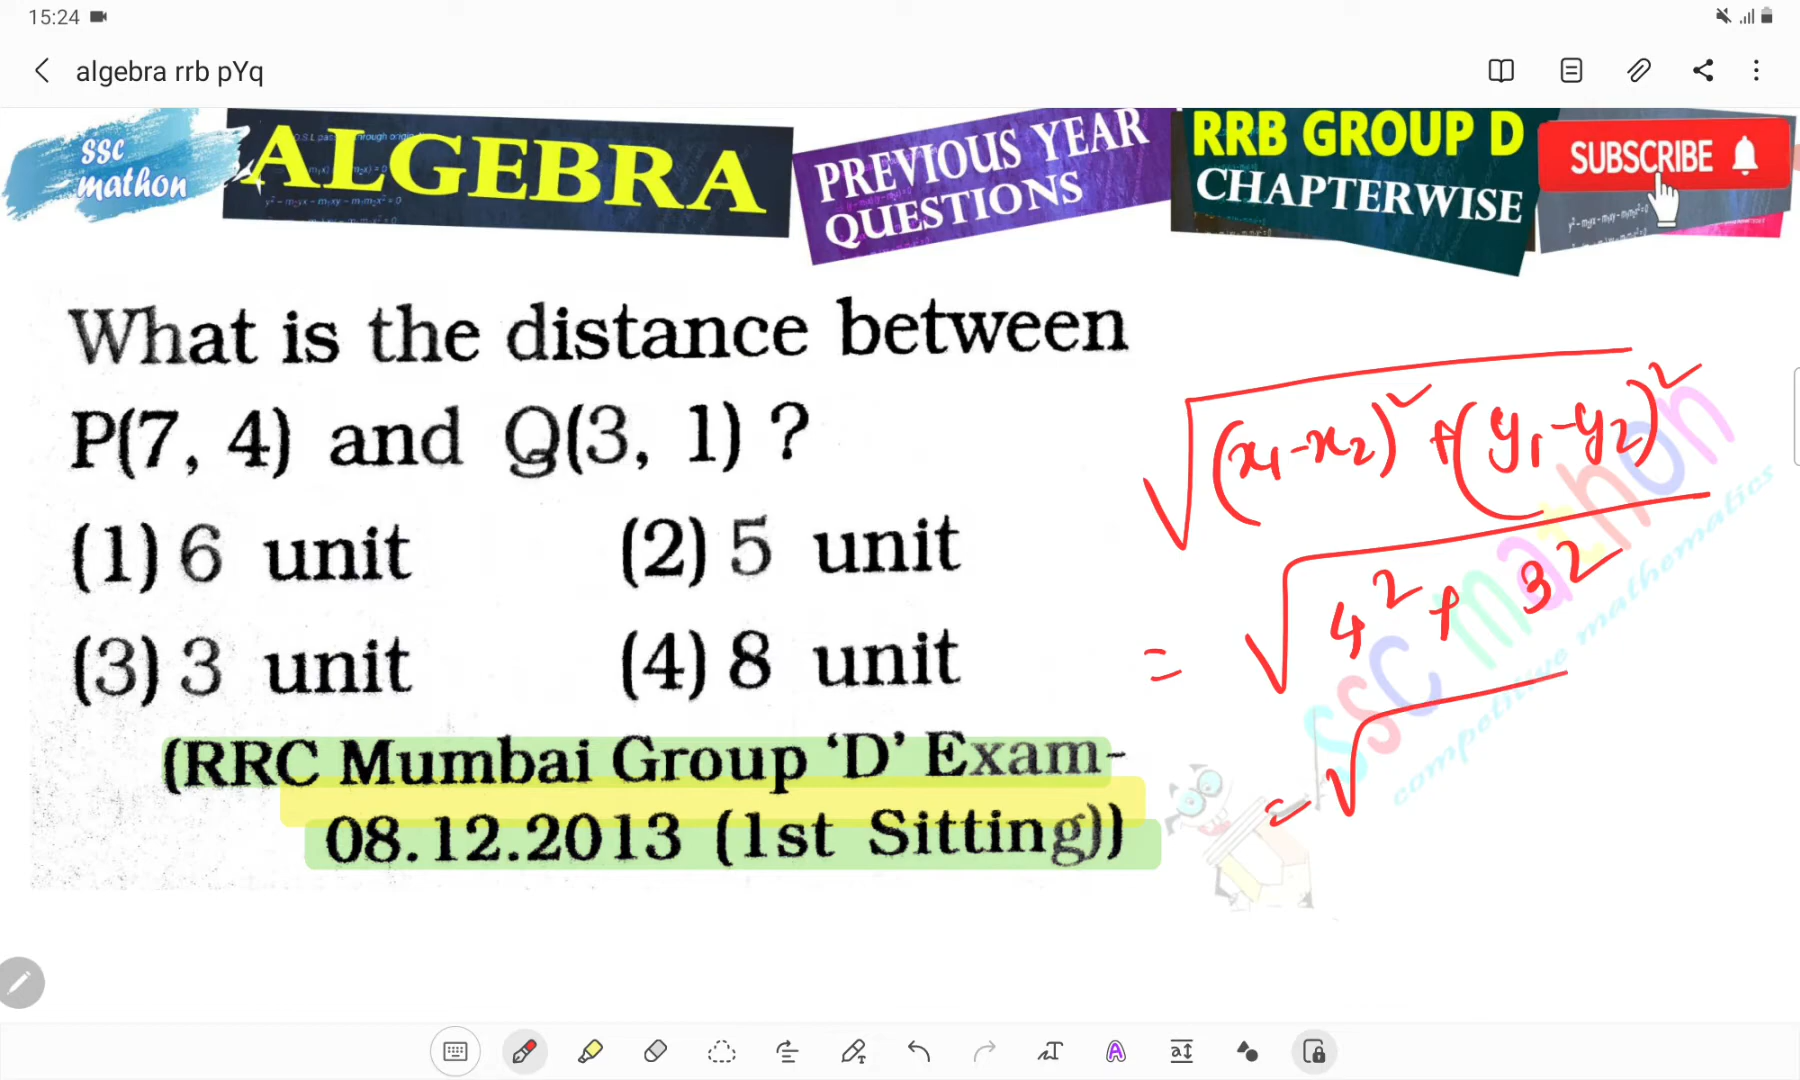 15:24
algebra rrb pYq
ssc
mathon
ALGEBRA
PREVIOUS YEAR
QUESTIONS
RRB GROUP D
CHAPTERWISE
SUBSCRIBE
What is the distance between
P(7, 4) and Q(3, 1) ?
(1) 6 unit (2) 5 unit
(3) 3 unit (4) 8 unit
(RRC Mumbai Group ‘D’ Exam-
08.12.2013 (1st Sitting))
√(x₁-x₂)² + (y₁-y₂)²
= √4² + 3²
= √
ssc mathon
competitive mathematics